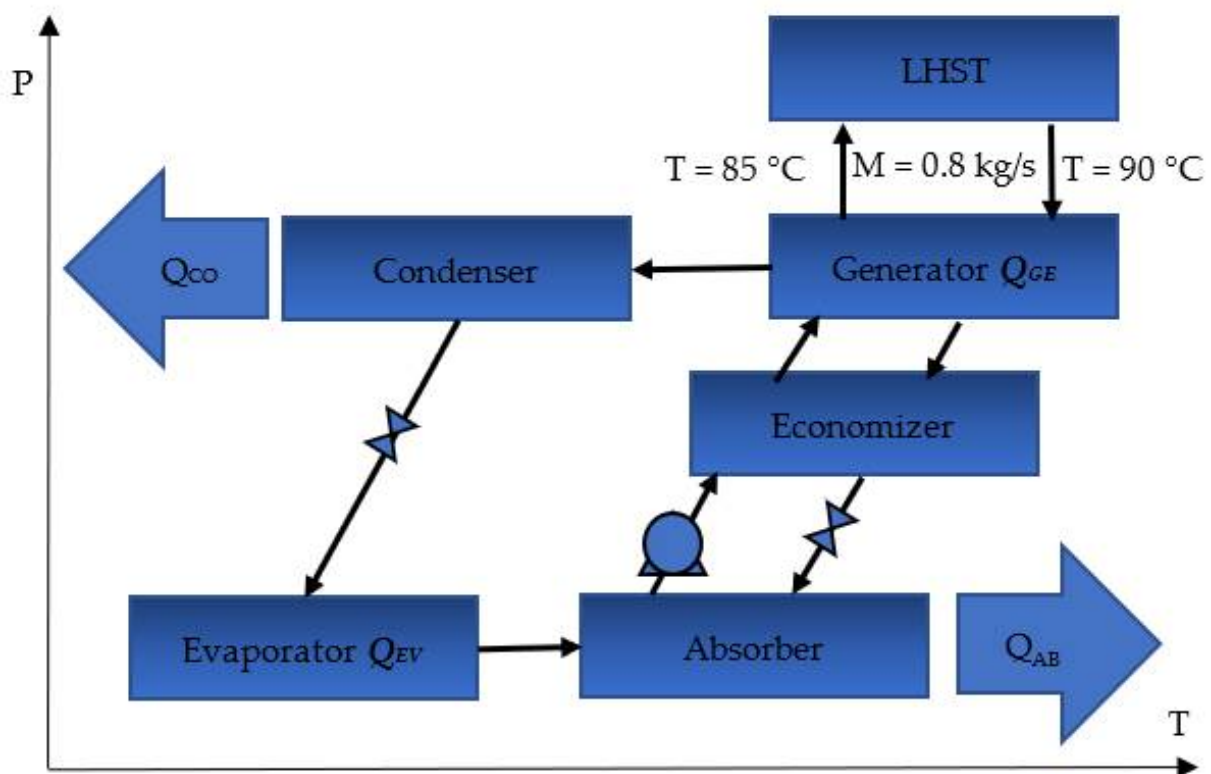 P
LHST
T = 85 °C
M = 0.8 kg/s
T = 90 °C
QCO
Condenser
Generator QGE
Economizer
Evaporator QEV
Absorber
QAB
T